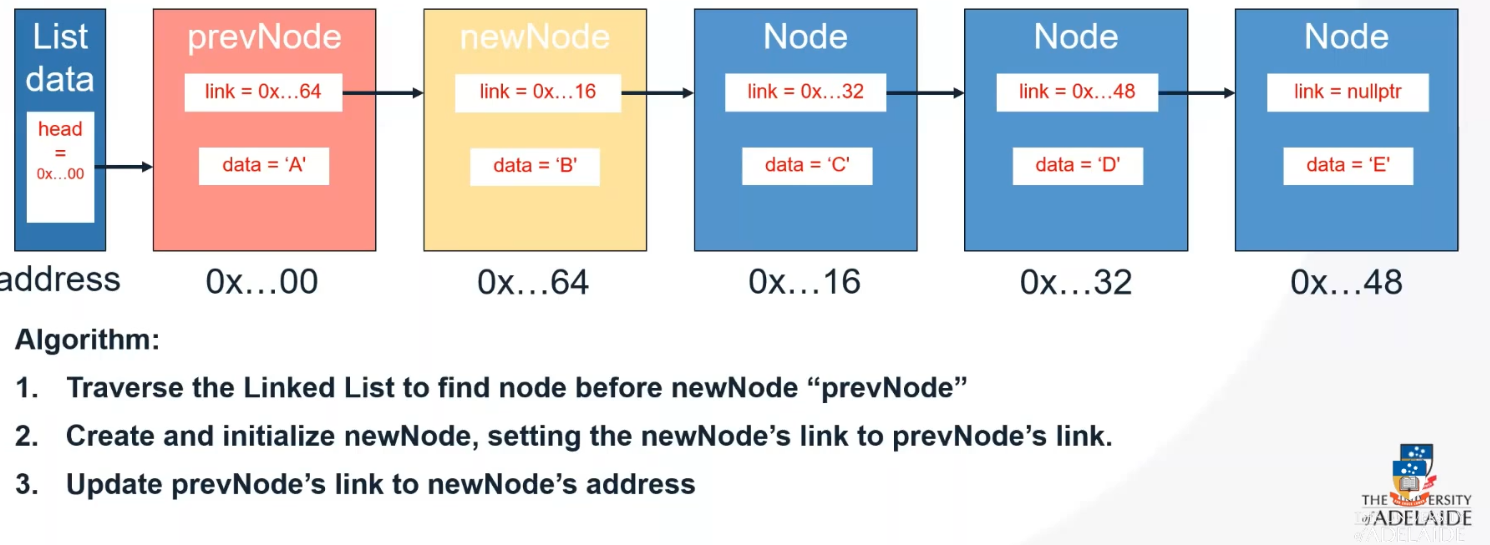 List
data
head
=
0x…00
prevNode
link = 0x…64
data = ‘A'
newNode
link = 0x…16
data = ‘B'
Node
link = 0x…32
data = ‘C'
Node
link = 0x…48
data = ‘D'
Node
link = nullptr
data = ‘E'
address
0x…00
0x…64
0x…16
0x…32
0x…48
Algorithm:
1. Traverse the Linked List to find node before newNode “prevNode”
2. Create and initialize newNode, setting the newNode’s link to prevNode’s link.
3. Update prevNode’s link to newNode’s address
THE UNIVERSITY
of ADELAIDE